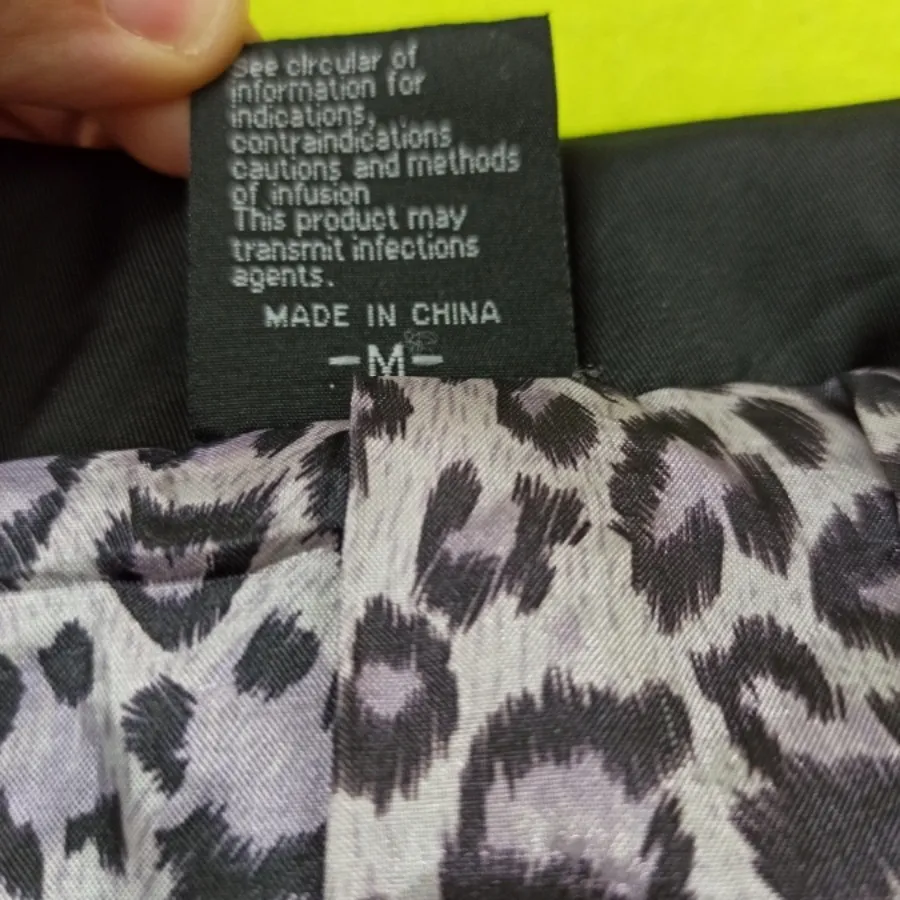 See circular of
information for
indications,
contraindications
cautions and methods
of infusion
This product may
transmit infections
agents.
MADE IN CHINA
-M-